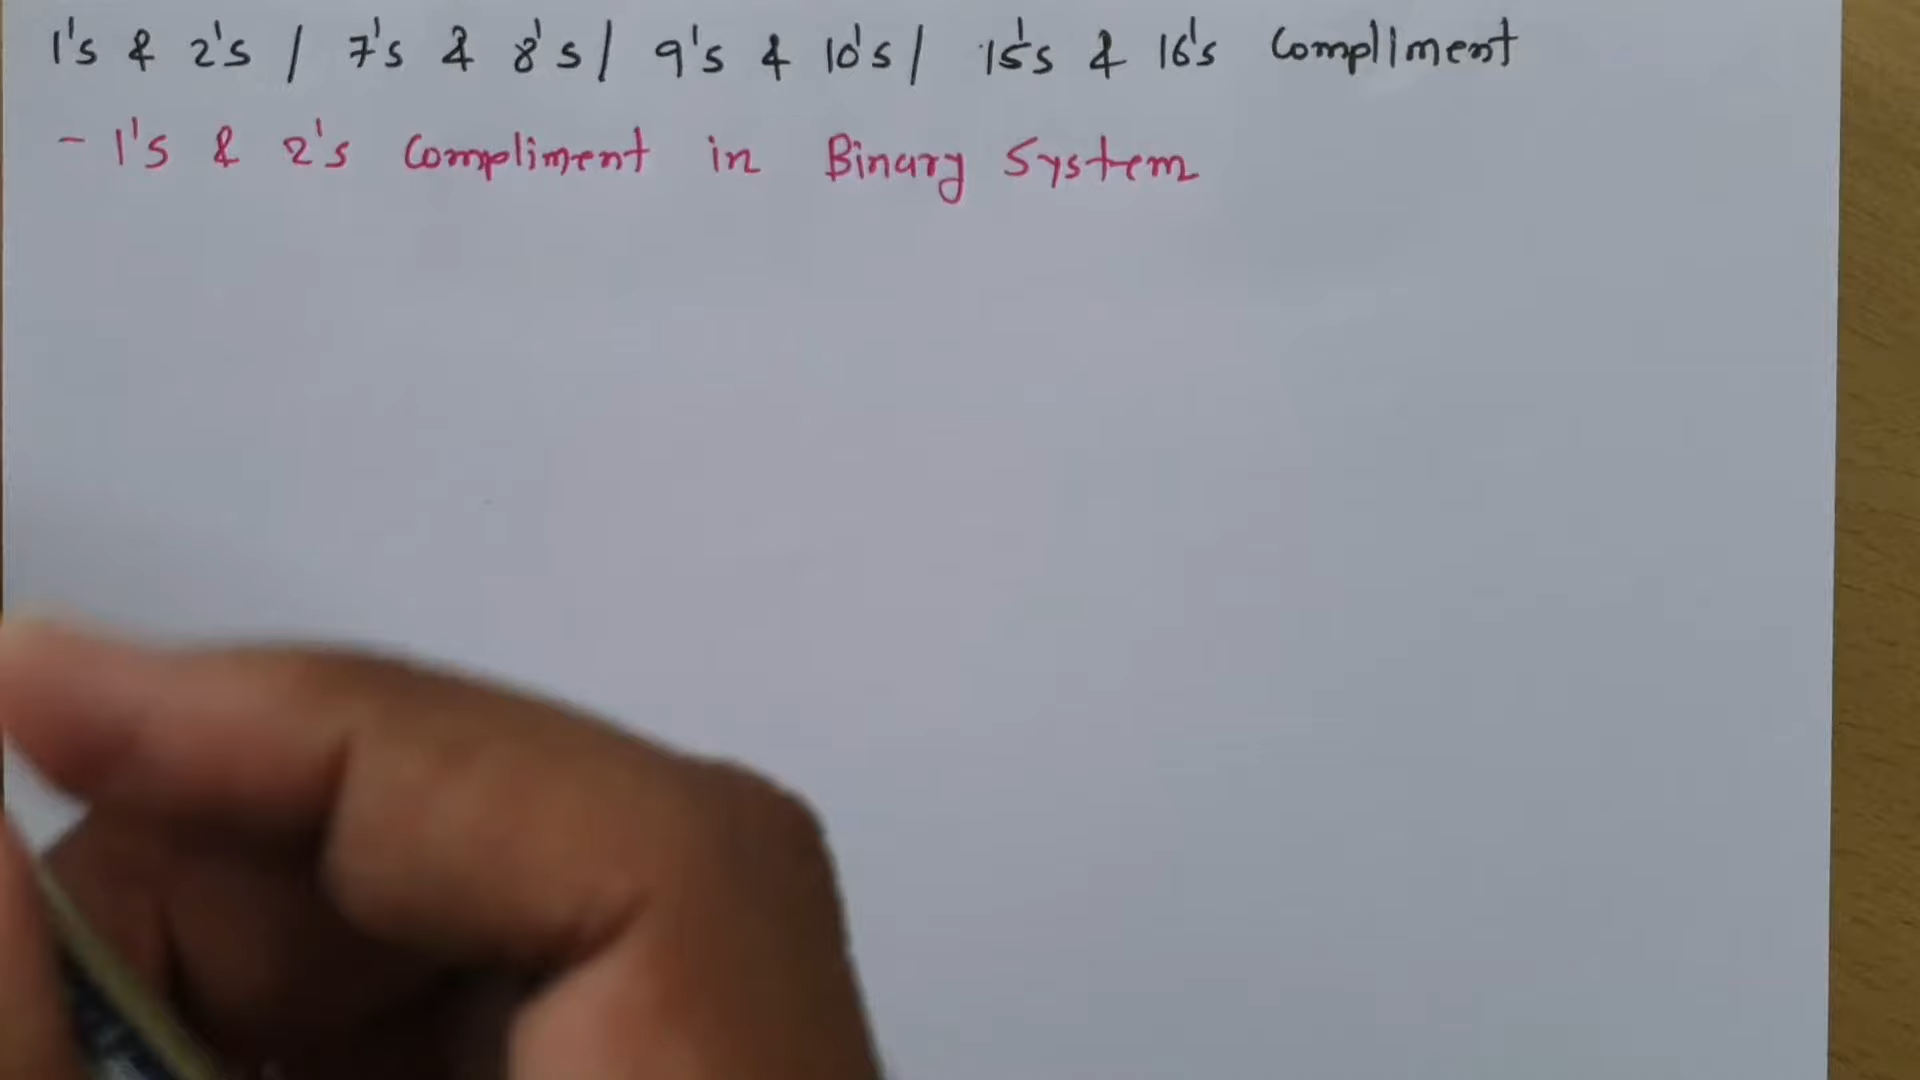 1's & 2's / 7's & 8's / 9's & 10's / 15's & 16's Compliment
- 1's & 2's Compliment in Binary System